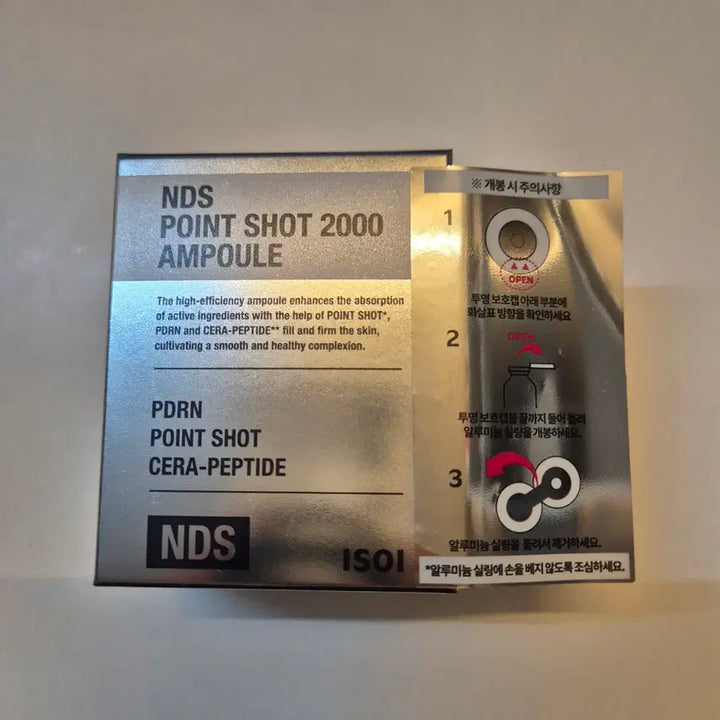 NDS
POINT SHOT 2000
AMPOULE
The high-efficiency ampoule enhances the absorption
of active ingredients with the help of POINT SHOT*,
PDRN and CERA-PEPTIDE** fill and firm the skin,
cultivating a smooth and healthy complexion.
PDRN
POINT SHOT
CERA-PEPTIDE
NDS
ISOI
※ 개봉 시 주의사항
1
OPEN
투명 보호캡 아래 부분에
화살표 방향을 확인하세요
2
OPEN
투명 보호캡을 끝까지 들어 올려
알루미늄 실링을 개봉하세요.
3
알루미늄 실링을 돌려서 제거하세요.
*알루미늄 실링에 손을 베지 않도록 조심하세요.